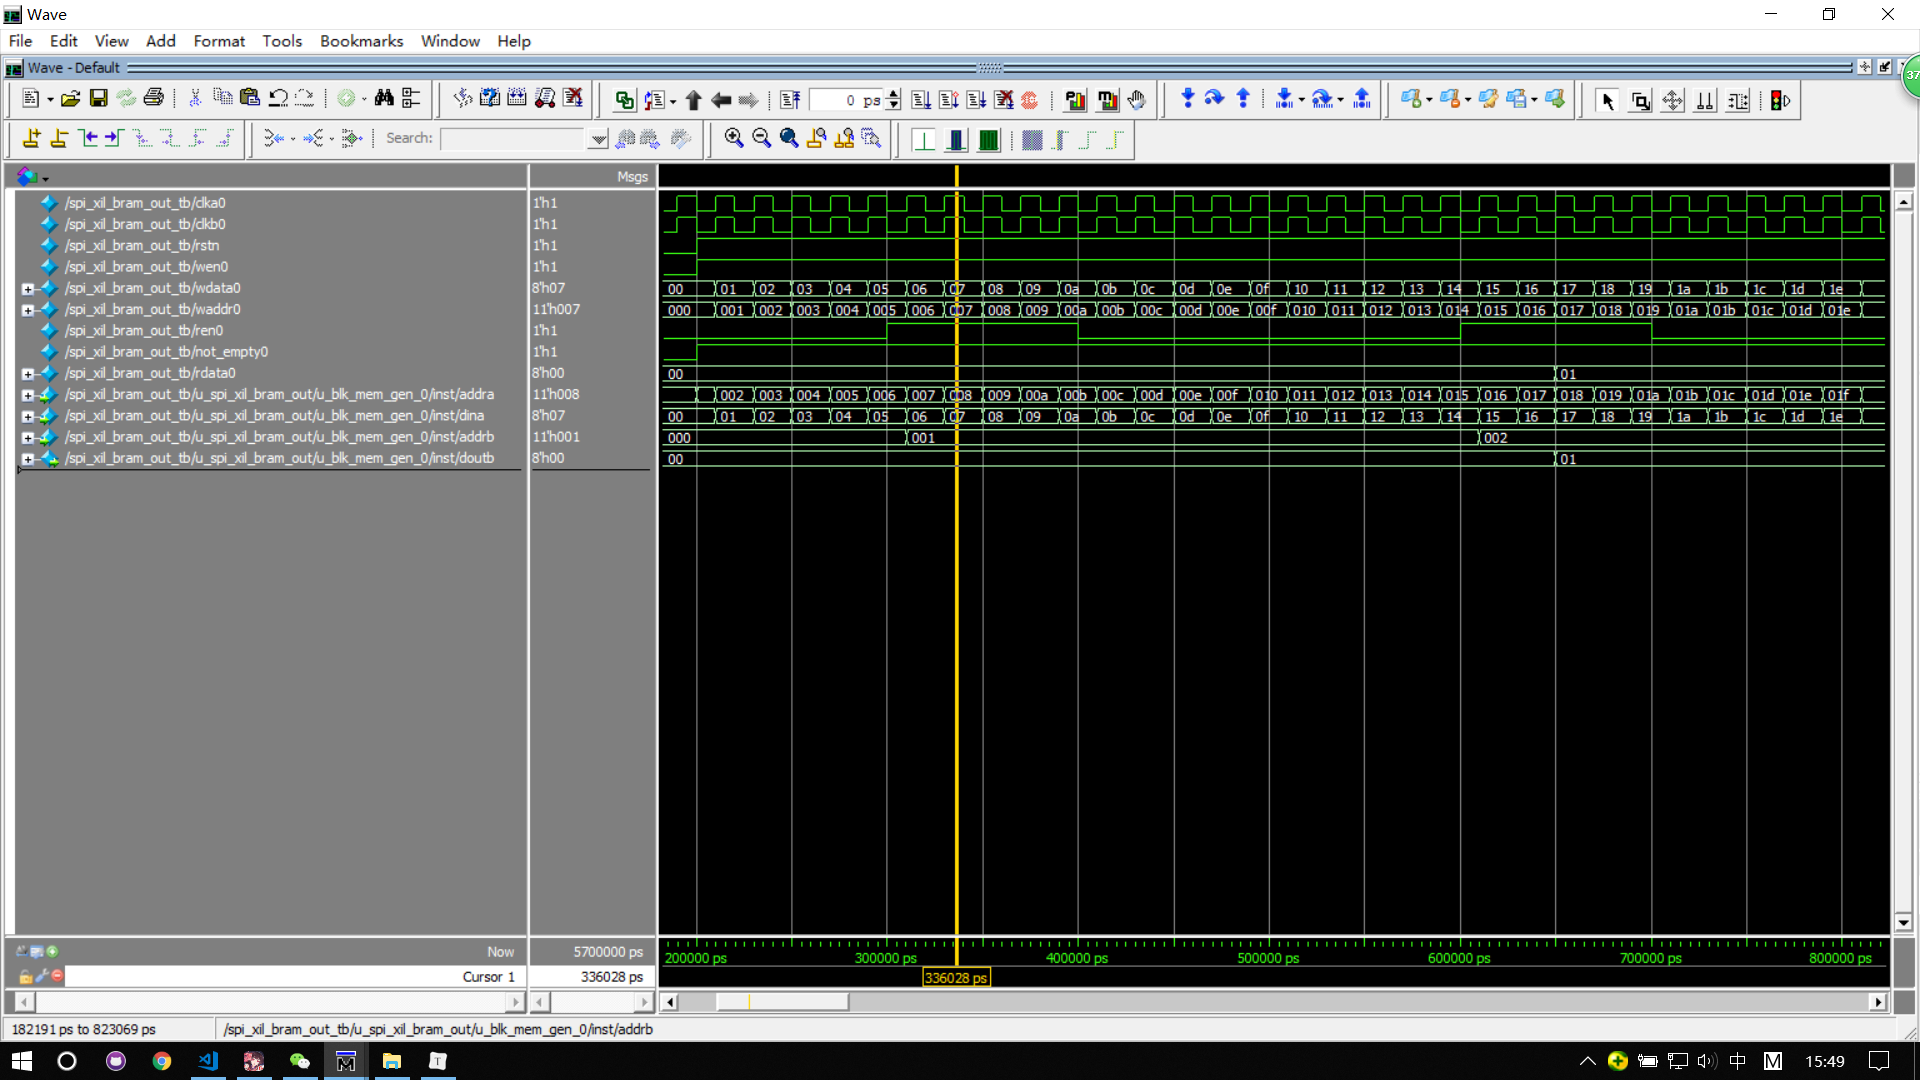 Wave
File Edit View Add Format Tools Bookmarks Window Help
Wave - Default
37
0 ps
Search:
Msgs
/spi_xil_bram_out_tb/clka0 1'h1
/spi_xil_bram_out_tb/clkb0 1'h1
/spi_xil_bram_out_tb/rstn 1'h1
/spi_xil_bram_out_tb/wen0 1'h1
/spi_xil_bram_out_tb/wdata0 8'h07 00 01 02 03 04 05 06 07 08 09 0a 0b 0c 0d 0e 0f 10 11 12 13 14 15 16 17 18 19 1a 1b 1c 1d 1e
/spi_xil_bram_out_tb/waddr0 11'h007 000 001 002 003 004 005 006 007 008 009 00a 00b 00c 00d 00e 00f 010 011 012 013 014 015 016 017 018 019 01a 01b 01c 01d 01e
/spi_xil_bram_out_tb/ren0 1'h1
/spi_xil_bram_out_tb/not_empty0 1'h1
/spi_xil_bram_out_tb/rdata0 8'h00 00 01
/spi_xil_bram_out_tb/u_spi_xil_bram_out/u_blk_mem_gen_0/inst/addra 11'h008 002 003 004 005 006 007 008 009 00a 00b 00c 00d 00e 00f 010 011 012 013 014 015 016 017 018 019 01a 01b 01c 01d 01e 01f
/spi_xil_bram_out_tb/u_spi_xil_bram_out/u_blk_mem_gen_0/inst/dina 8'h07 00 01 02 03 04 05 06 07 08 09 0a 0b 0c 0d 0e 0f 10 11 12 13 14 15 16 17 18 19 1a 1b 1c 1d 1e
/spi_xil_bram_out_tb/u_spi_xil_bram_out/u_blk_mem_gen_0/inst/addrb 11'h001 000 001 002
/spi_xil_bram_out_tb/u_spi_xil_bram_out/u_blk_mem_gen_0/inst/doutb 8'h00 00 01
Now 5700000 ps 200000 ps 300000 ps 400000 ps 500000 ps 600000 ps 700000 ps 800000 ps
Cursor 1 336028 ps 336028 ps
182191 ps to 823069 ps /spi_xil_bram_out_tb/u_spi_xil_bram_out/u_blk_mem_gen_0/inst/addrb
中 M 15:49